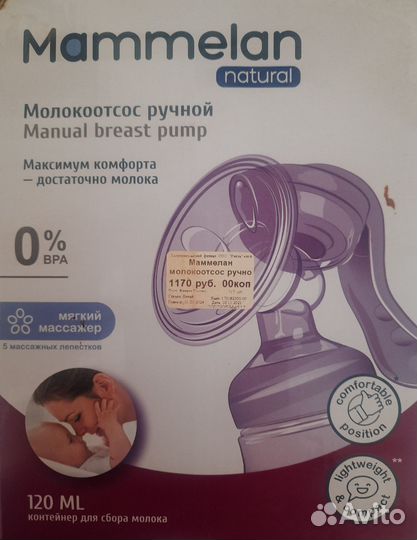 Mammelan
natural
Молокоотсос ручной
Manual breast pump
Максимум комфорта
— достаточно молока
0%
BPA
Маммелан
молокоотсос ручно
1170 руб. 00коп
мягкий
массажер
5 массажных лепестков
comfortable
position
**
lightweight
&
120 ML
контейнер для сбора молока
Avito